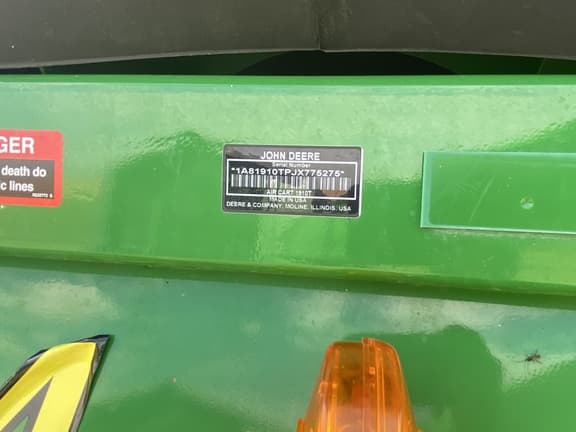 GER
death do
ic lines
JOHN DEERE
Serial Number
*1A81910TPJX775275*
AIR CART 1910T
MADE IN USA
DEERE & COMPANY, MOLINE, ILLINOIS, USA